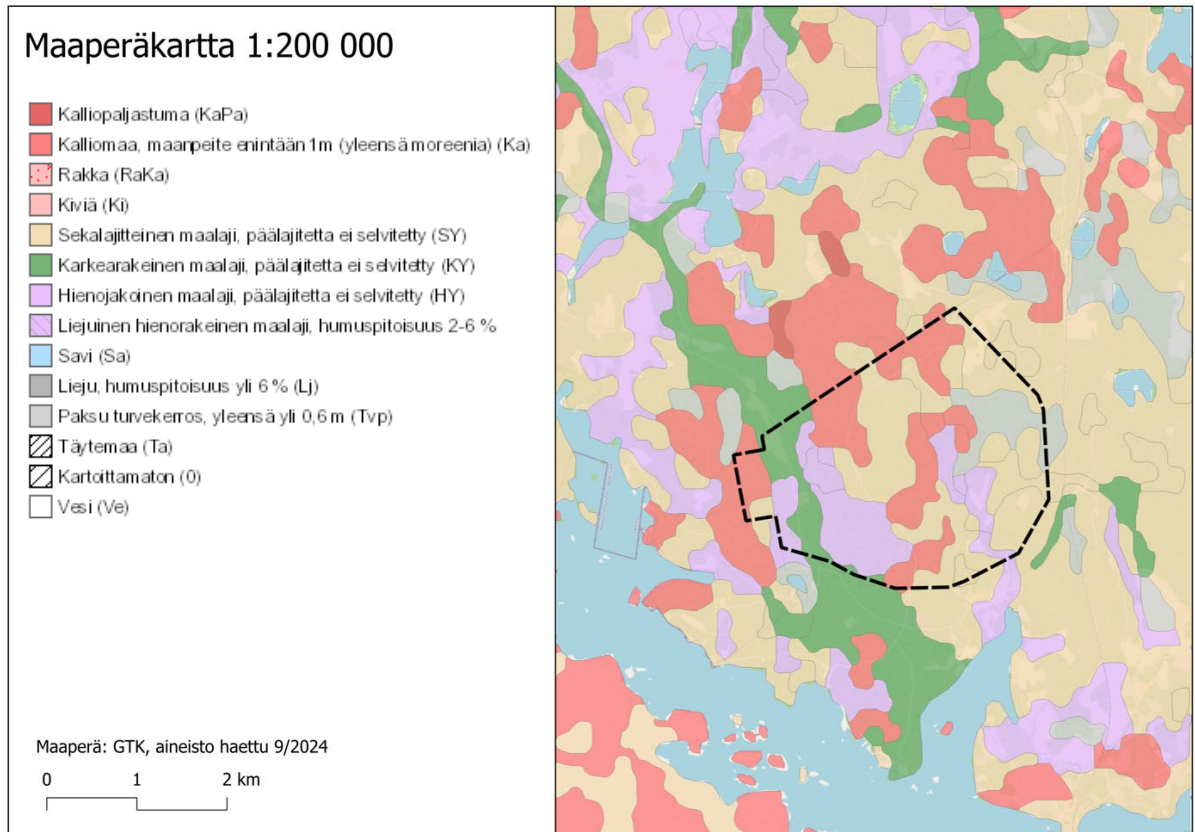 Maaperäkartta 1:200 000
Kalliopaljastuma (KaPa)
Kalliomaa, maanpeite enintään 1m (yleensä moreenia) (Ka)
Rakka (RaKa)
Kiviä (Ki)
Sekalajitteinen maalaji, päälajitetta ei selvitetty (SY)
Karkearakeinen maalaji, päälajitetta ei selvitetty (KY)
Hienojakoinen maalaji, päälajitetta ei selvitetty (HY)
Liejuinen hienorakeinen maalaji, humuspitoisuus 2-6 %
Savi (Sa)
Lieju, humuspitoisuus yli 6 % (Lj)
Paksu turvekerros, yleensä yli 0,6 m (Tvp)
Täytemaa (Ta)
Kartoittamaton (0)
Vesi (Ve)
Maaperä: GTK, aineisto haettu 9/2024
0 1 2 km